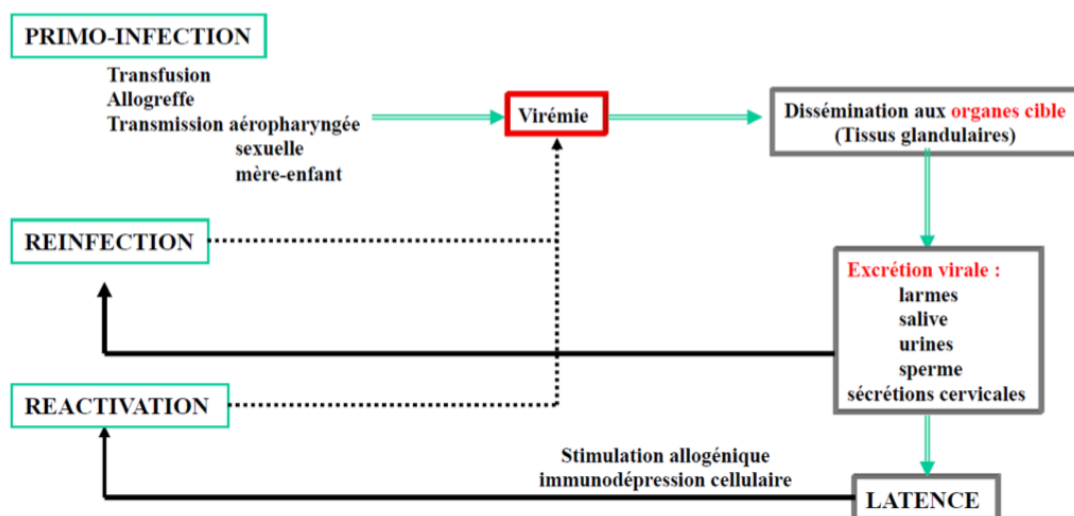 PRIMO-INFECTION
Transfusion
Allogreffe
Transmission aéropharyngée
sexuelle
mère-enfant
Virémie
Dissémination aux organes cible
(Tissus glandulaires)
REINFECTION
Excrétion virale :
larmes
salive
urines
sperme
sécrétions cervicales
REACTIVATION
Stimulation allogénique
immunodépression cellulaire
LATENCE